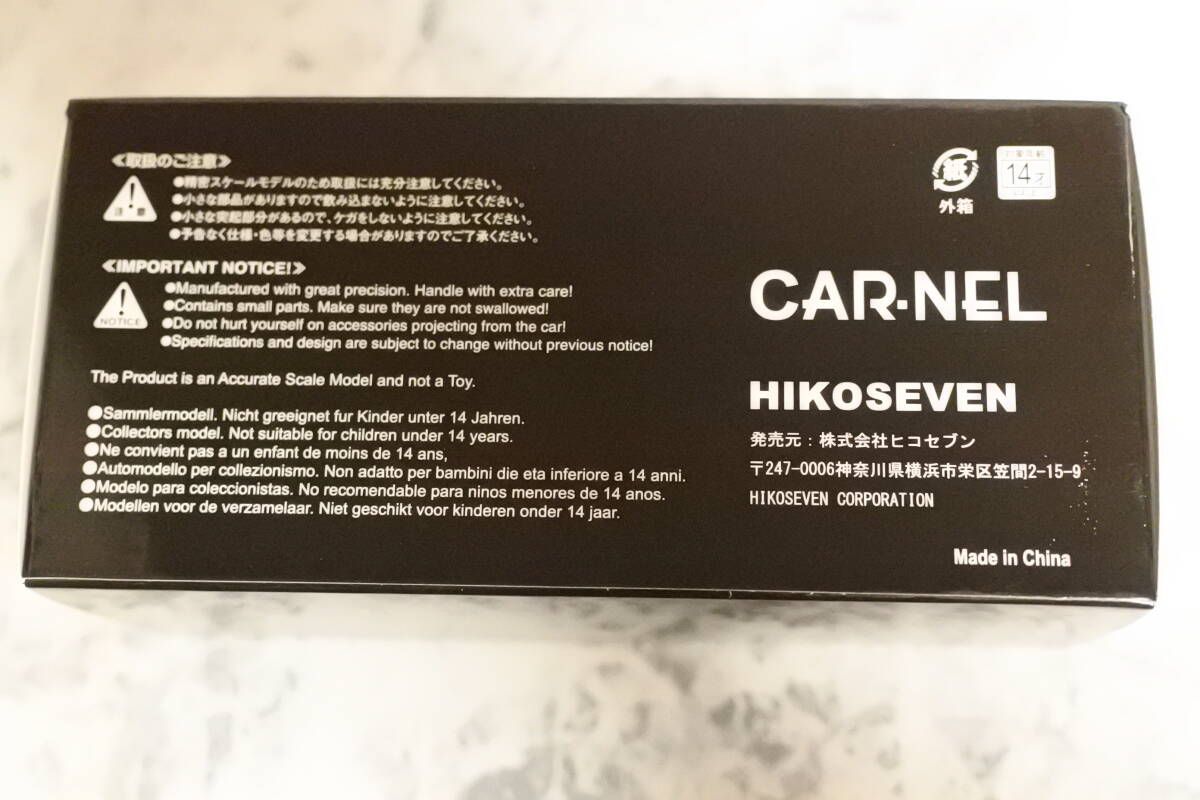 ≪取扱のご注意≫
●精密スケールモデルのため取扱には充分注意してください。
●小さな部品がありますので飲み込まないように注意してください。
●小さな突起部分があるので、ケガをしないように注意してください。
●予告なく仕様・色等を変更する場合がありますのでご了承ください。
注意
≪IMPORTANT NOTICE!≫
●Manufactured with great precision. Handle with extra care!
●Contains small parts. Make sure they are not swallowed!
●Do not hurt yourself on accessories projecting from the car!
●Specifications and design are subject to change without previous notice!
NOTICE
The Product is an Accurate Scale Model and not a Toy.
●Sammlermodell. Nicht greeignet fur Kinder unter 14 Jahren.
●Collectors model. Not suitable for children under 14 years.
●Ne convient pas a un enfant de moins de 14 ans,
●Automodello per collezionismo. Non adatto per bambini die eta inferiore a 14 anni.
●Modelo para coleccionistas. No recomendable para ninos menores de 14 anos.
●Modellen voor de verzamelaar. Niet geschikt voor kinderen onder 14 jaar.
紙
外箱
対象年齢
14才
CAR·NEL
HIKOSEVEN
発売元：株式会社ヒコセブン
〒247-0006神奈川県横浜市栄区笠間2-15-9
HIKOSEVEN CORPORATION
Made in China